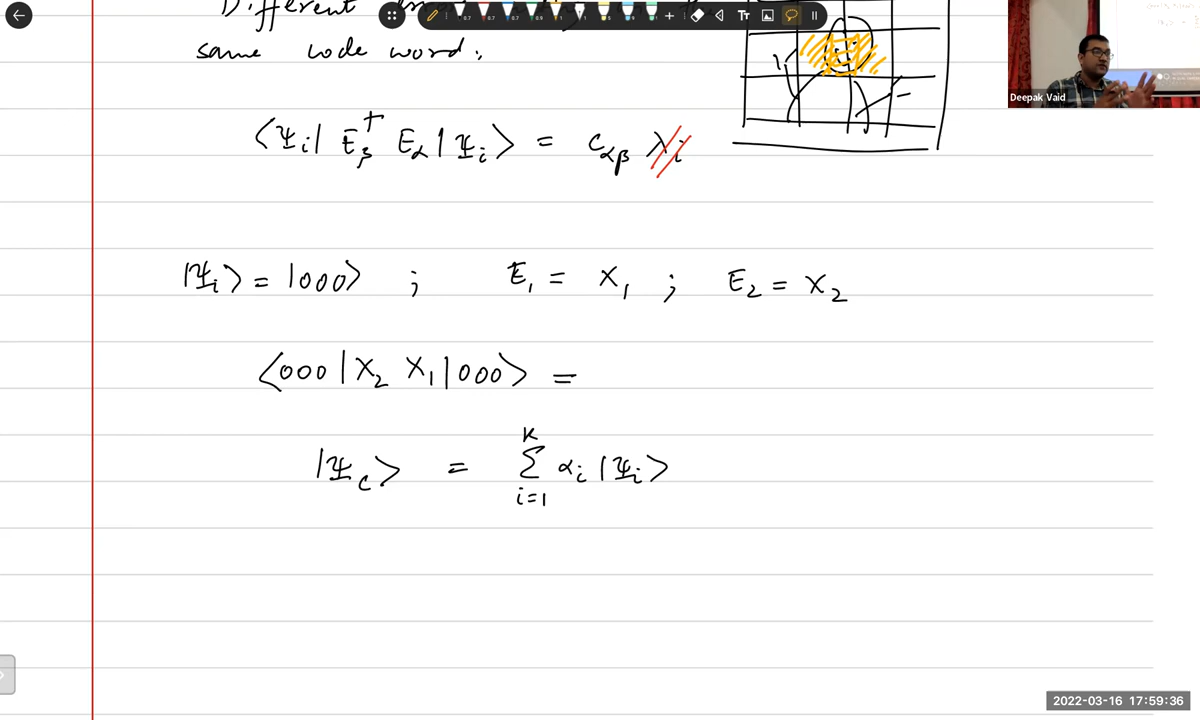 Different
same code word:
⟨Ψi| Eβ† Eα |Ψi⟩ = Cαβ λi
|Ψi⟩ = |000⟩ ; E1 = X1 ; E2 = X2
⟨000| X2 X1 |000⟩ =
|Ψc⟩ = Σ_{i=1}^{K} αi |Ψi⟩
Deepak Vaid
2022-03-16 17:59:36